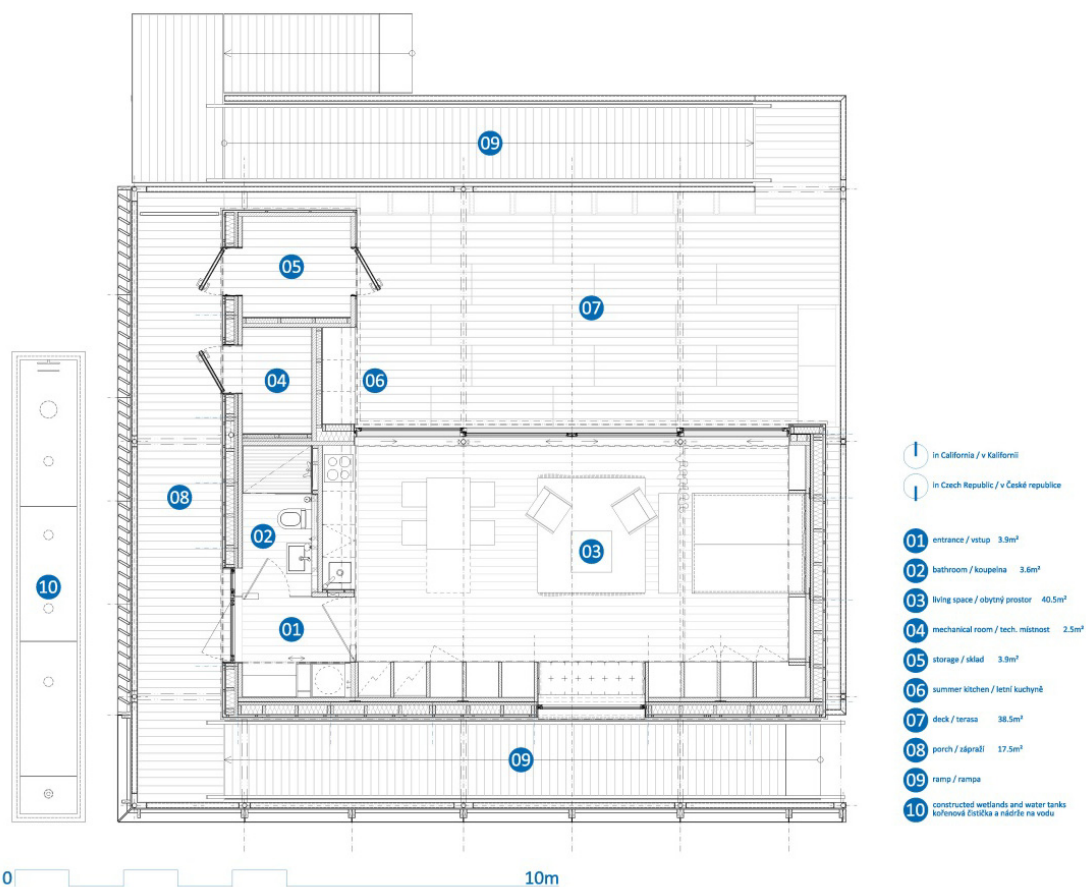 09
05
07
04
06
08
02
03
10
01
09
in California / v Kalifornii
in Czech Republic / v České republice
01 entrance / vstup 3.9m²
02 bathroom / koupelna 3.6m²
03 living space / obytný prostor 40.5m²
04 mechanical room / tech. místnost 2.5m²
05 storage / sklad 3.9m²
06 summer kitchen / letní kuchyně
07 deck / terasa 38.5m²
08 porch / zápraží 17.5m²
09 ramp / rampa
10 constructed wetlands and water tanks
kořenová čistička a nádrže na vodu
0 10m